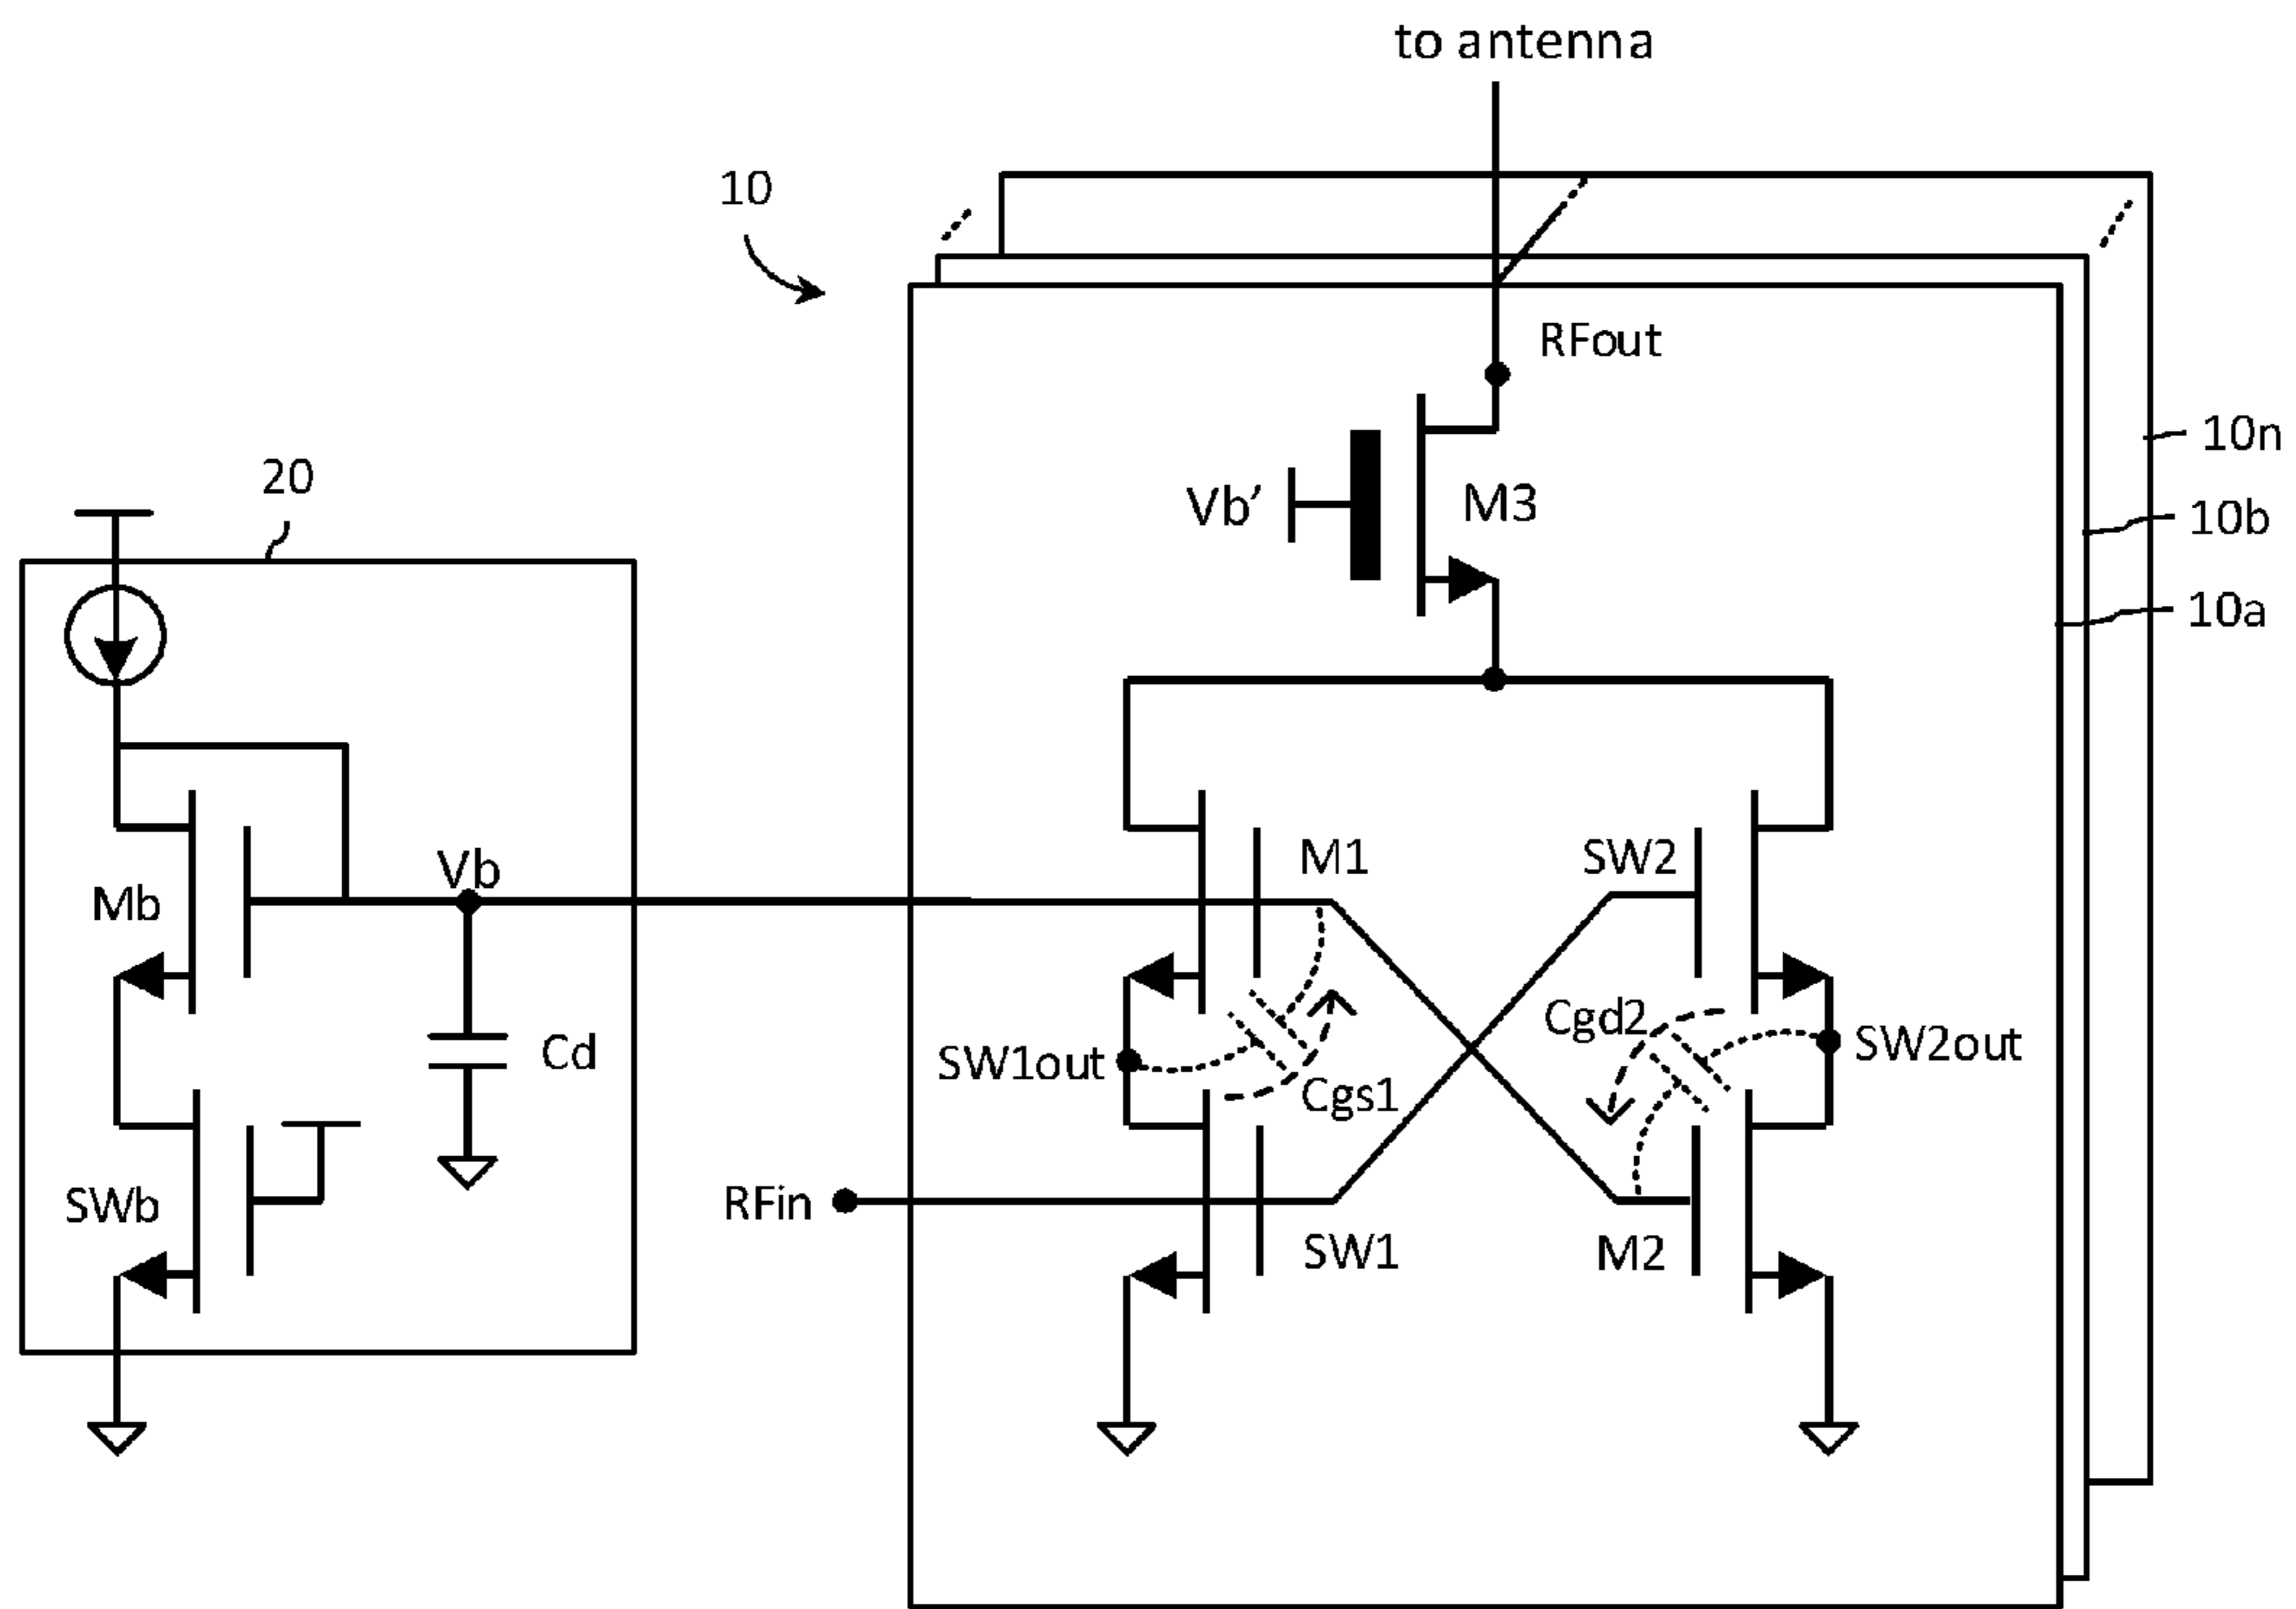 to antenna
10
RFout
10n
20
Vb’
M3
10b
10a
Vb
M1
SW2
Mb
Cgd2
SW1out
Cd
SW2out
Cgs1
SWb
RFin
SW1
M2